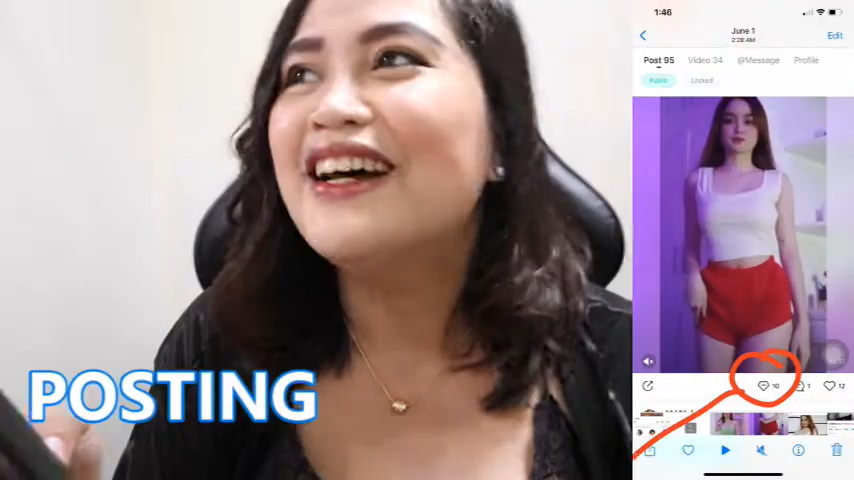 1:46
June 1
2:28 AM
Edit
Post 95 Video 34 @Message Profile
Public Locked
10 1 12
POSTING